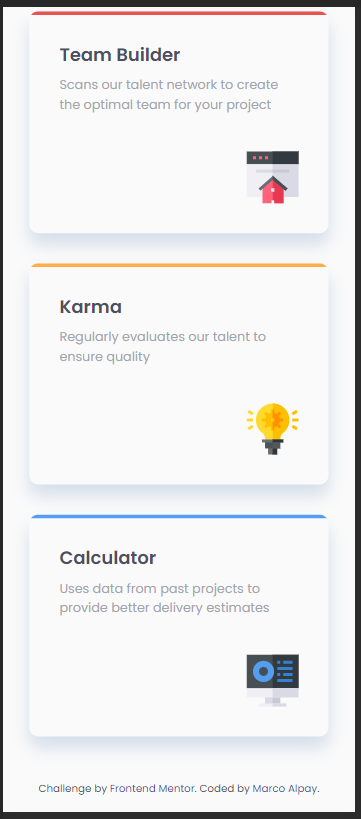 Team Builder
Scans our talent network to create
the optimal team for your project
Karma
Regularly evaluates our talent to
ensure quality
Calculator
Uses data from past projects to
provide better delivery estimates
Challenge by Frontend Mentor. Coded by Marco Alpay.